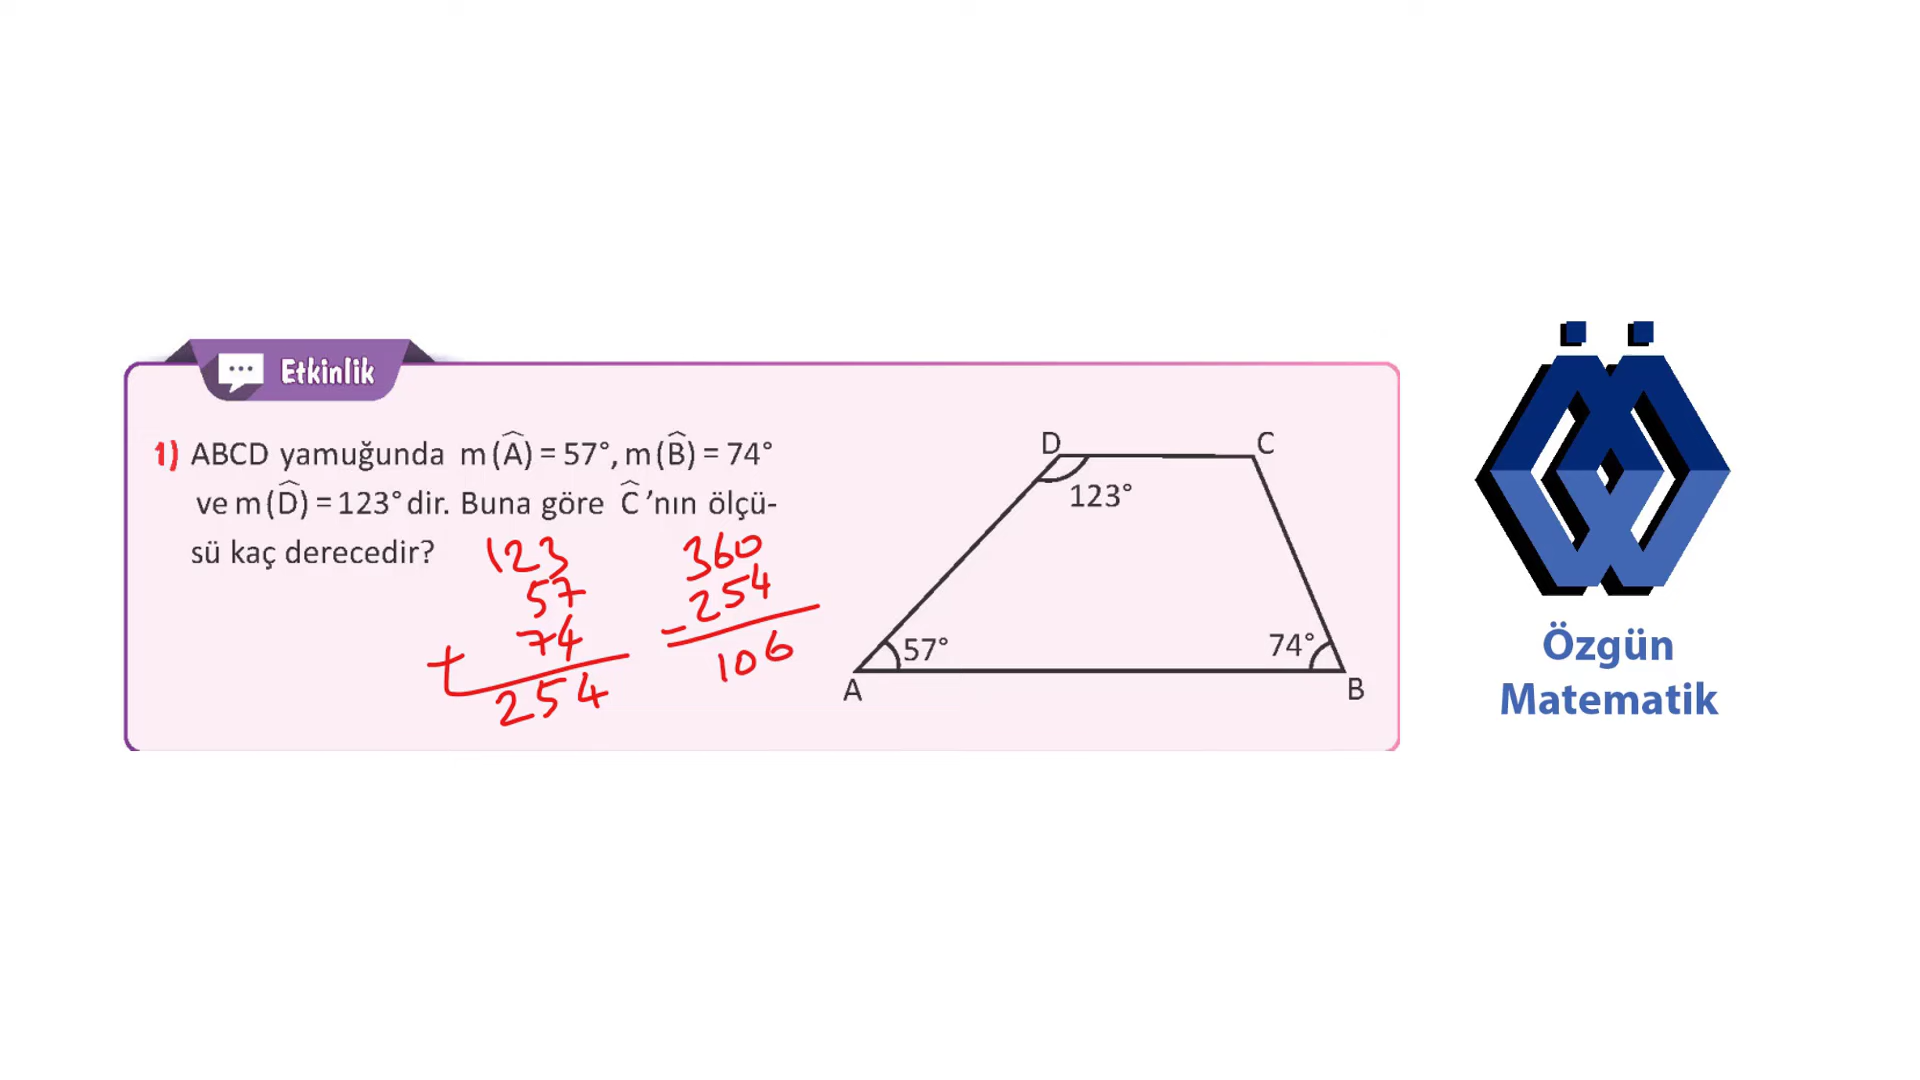 Etkinlik
1) ABCD yamuğunda m(Â) = 57°, m(B̂) = 74°
ve m(D̂) = 123° dir. Buna göre Ĉ'nın ölçü-
sü kaç derecedir?
123
57
+ 74
254
360
- 254
106
D
C
123°
57°
74°
A
B
Özgün
Matematik